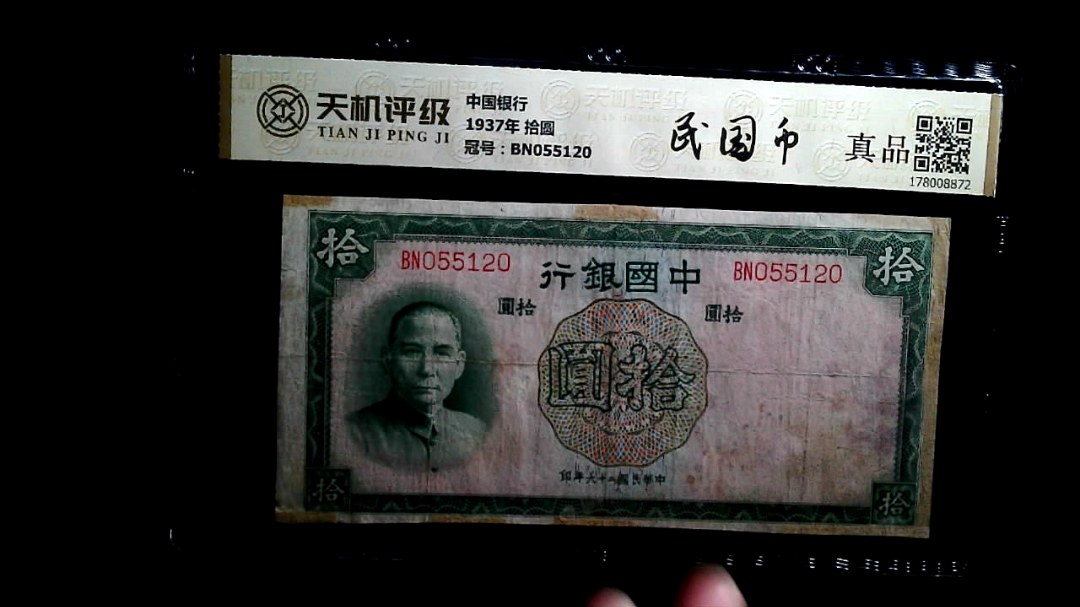 天机评级
TIAN JI PING JI
中国银行
1937年 拾圆
冠号：BN055120
民国币
真品
178008872
拾
拾
BN055120
行銀國中
BN055120
圓拾
圓拾
圓拾
印年六十二國民華中
拾
拾